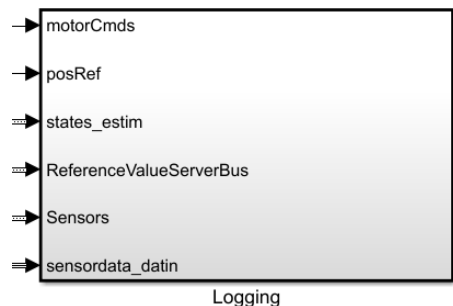 motorCmds
posRef
states_estim
ReferenceValueServerBus
Sensors
sensordata_datin
Logging